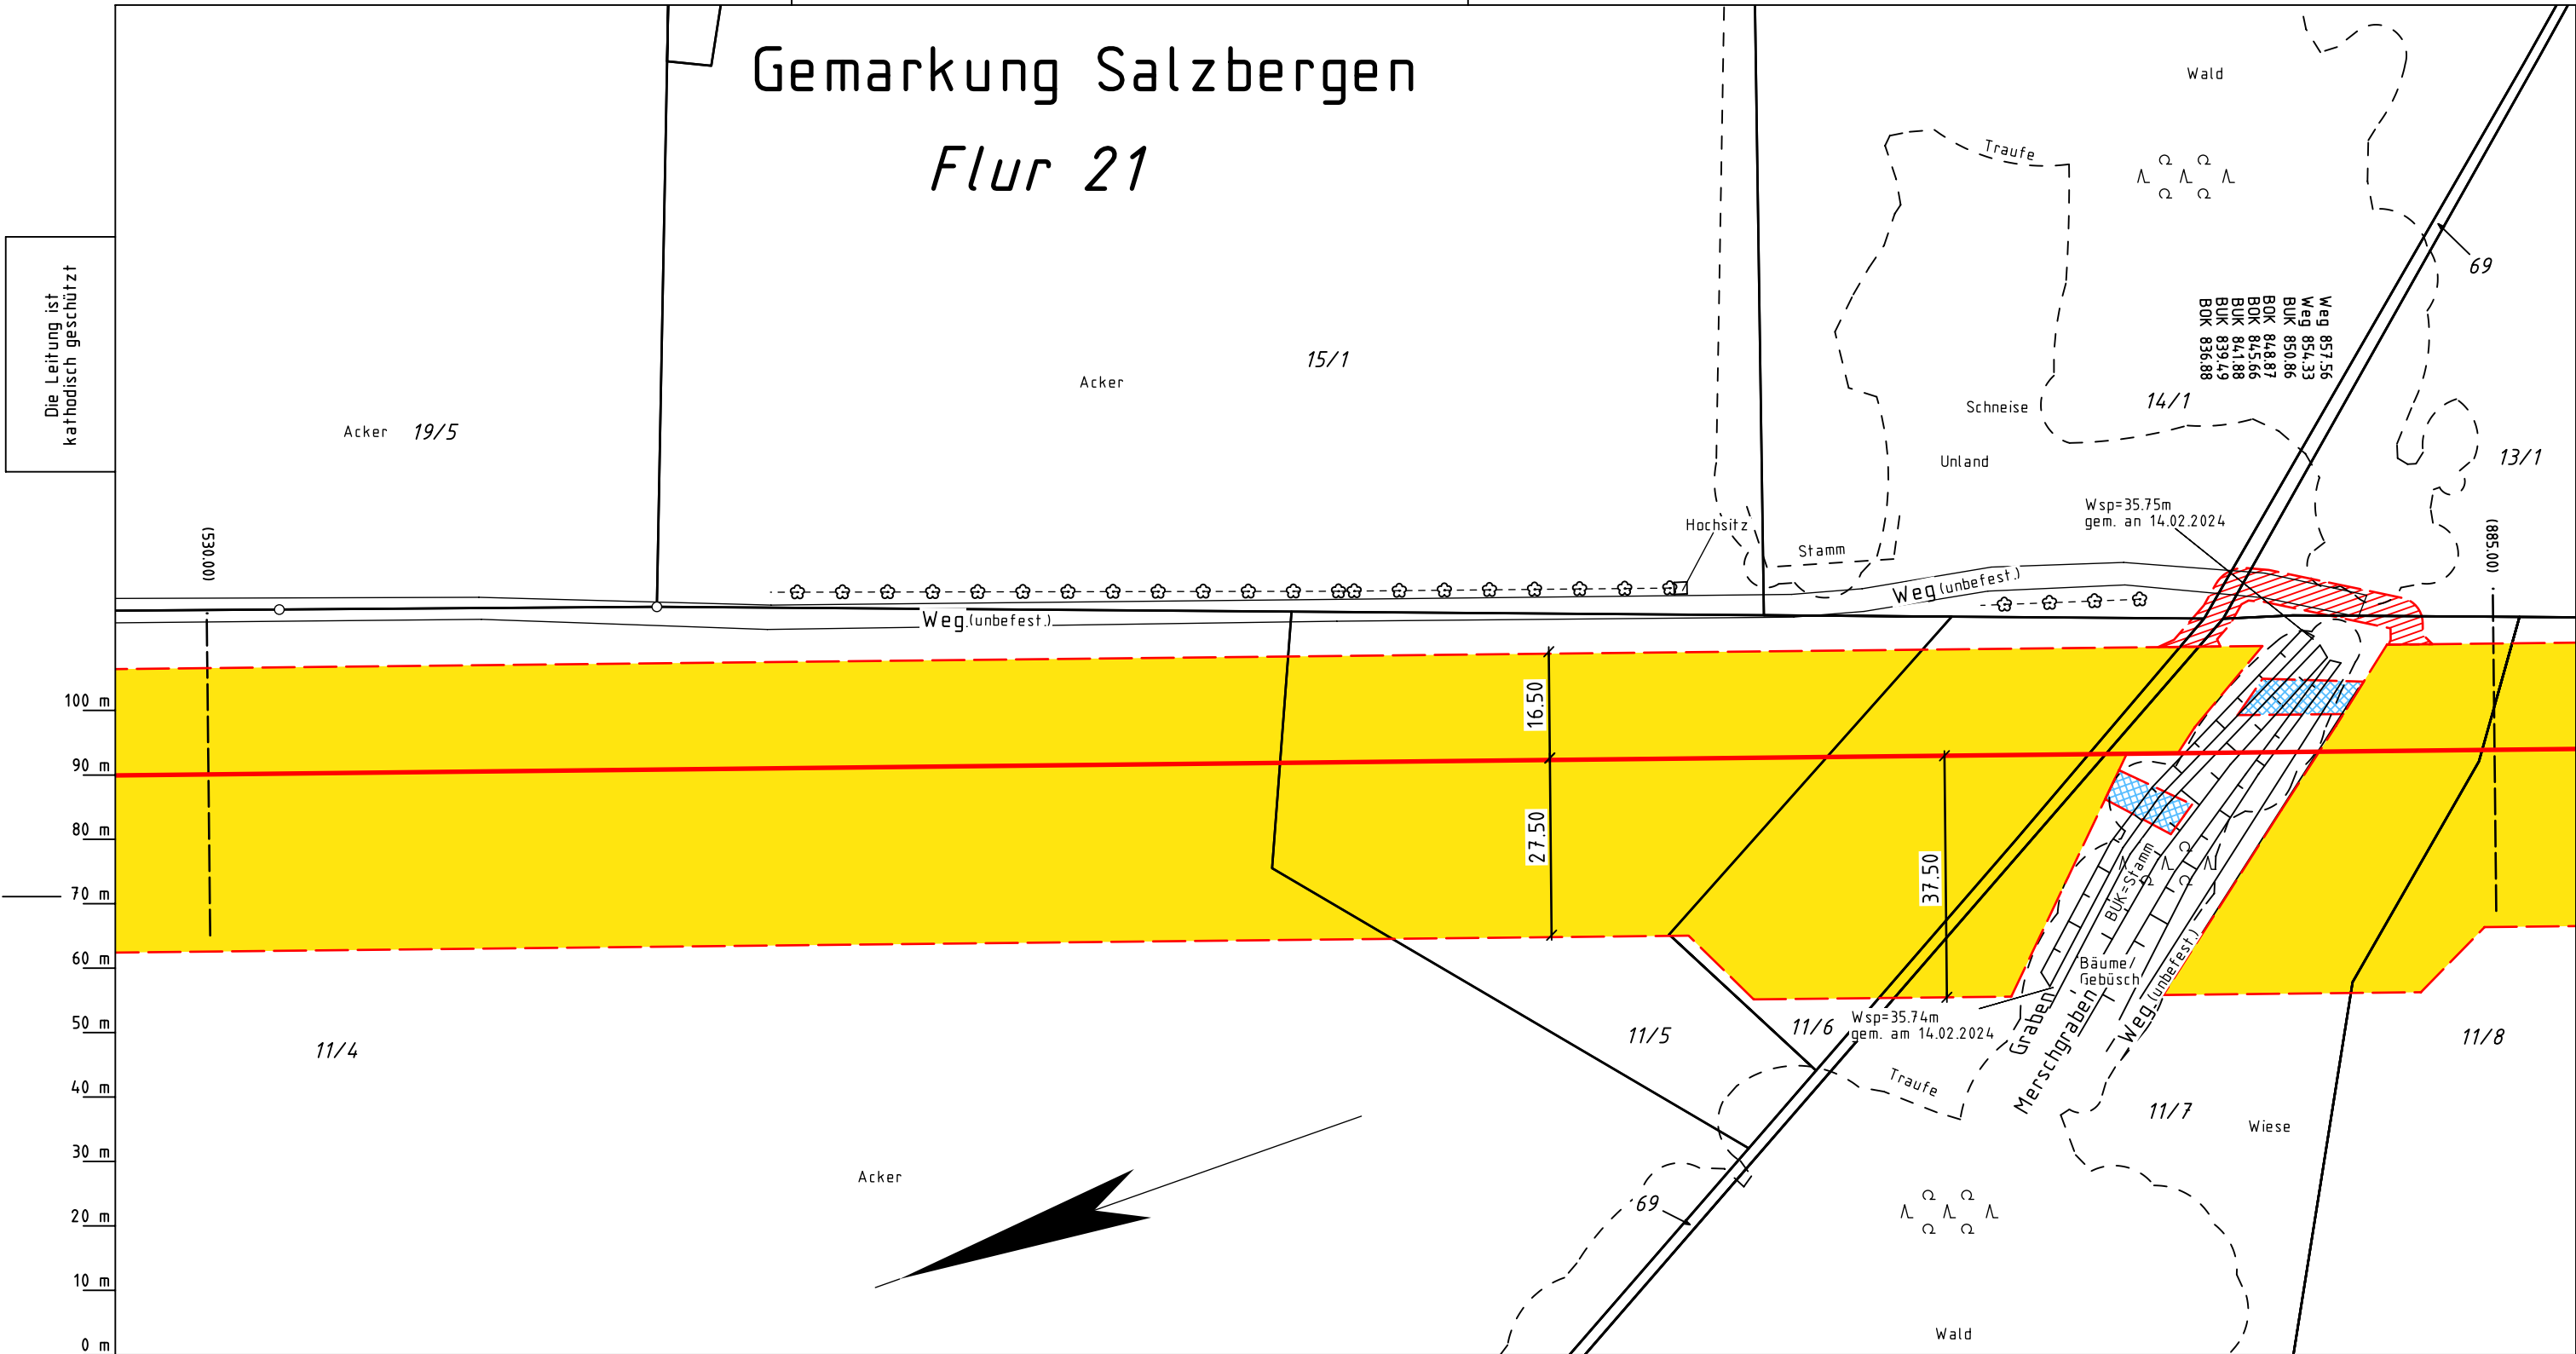 Gemarkung Salzbergen
Flur 21
Die Leitung ist
kathodisch geschützt
Wald
Traufe
69
Weg 857.56
Weg 854.33
BUK 850.86
BOK 848.87
BOK 845.66
BUK 841.88
BUK 839.49
BOK 836.88
15/1
Acker
Acker 19/5
Schneise
14/1
Unland
13/1
Wsp=35.75m
gem. an 14.02.2024
(530.00)
Hochsitz
Stamm
(885.00)
Weg (unbefest.)
Weg (unbefest.)
100 m
90 m
80 m
70 m
60 m
50 m
40 m
30 m
20 m
10 m
0 m
16.50
27.50
37.50
BUK=Stamm
Bäume/
Gebüsch
Weg (unbefest.)
Graben
Merschgraben
Wsp=35.74m
gem. am 14.02.2024
11/4
11/5
11/6
11/8
Traufe
11/7
Wiese
Acker
69
Wald